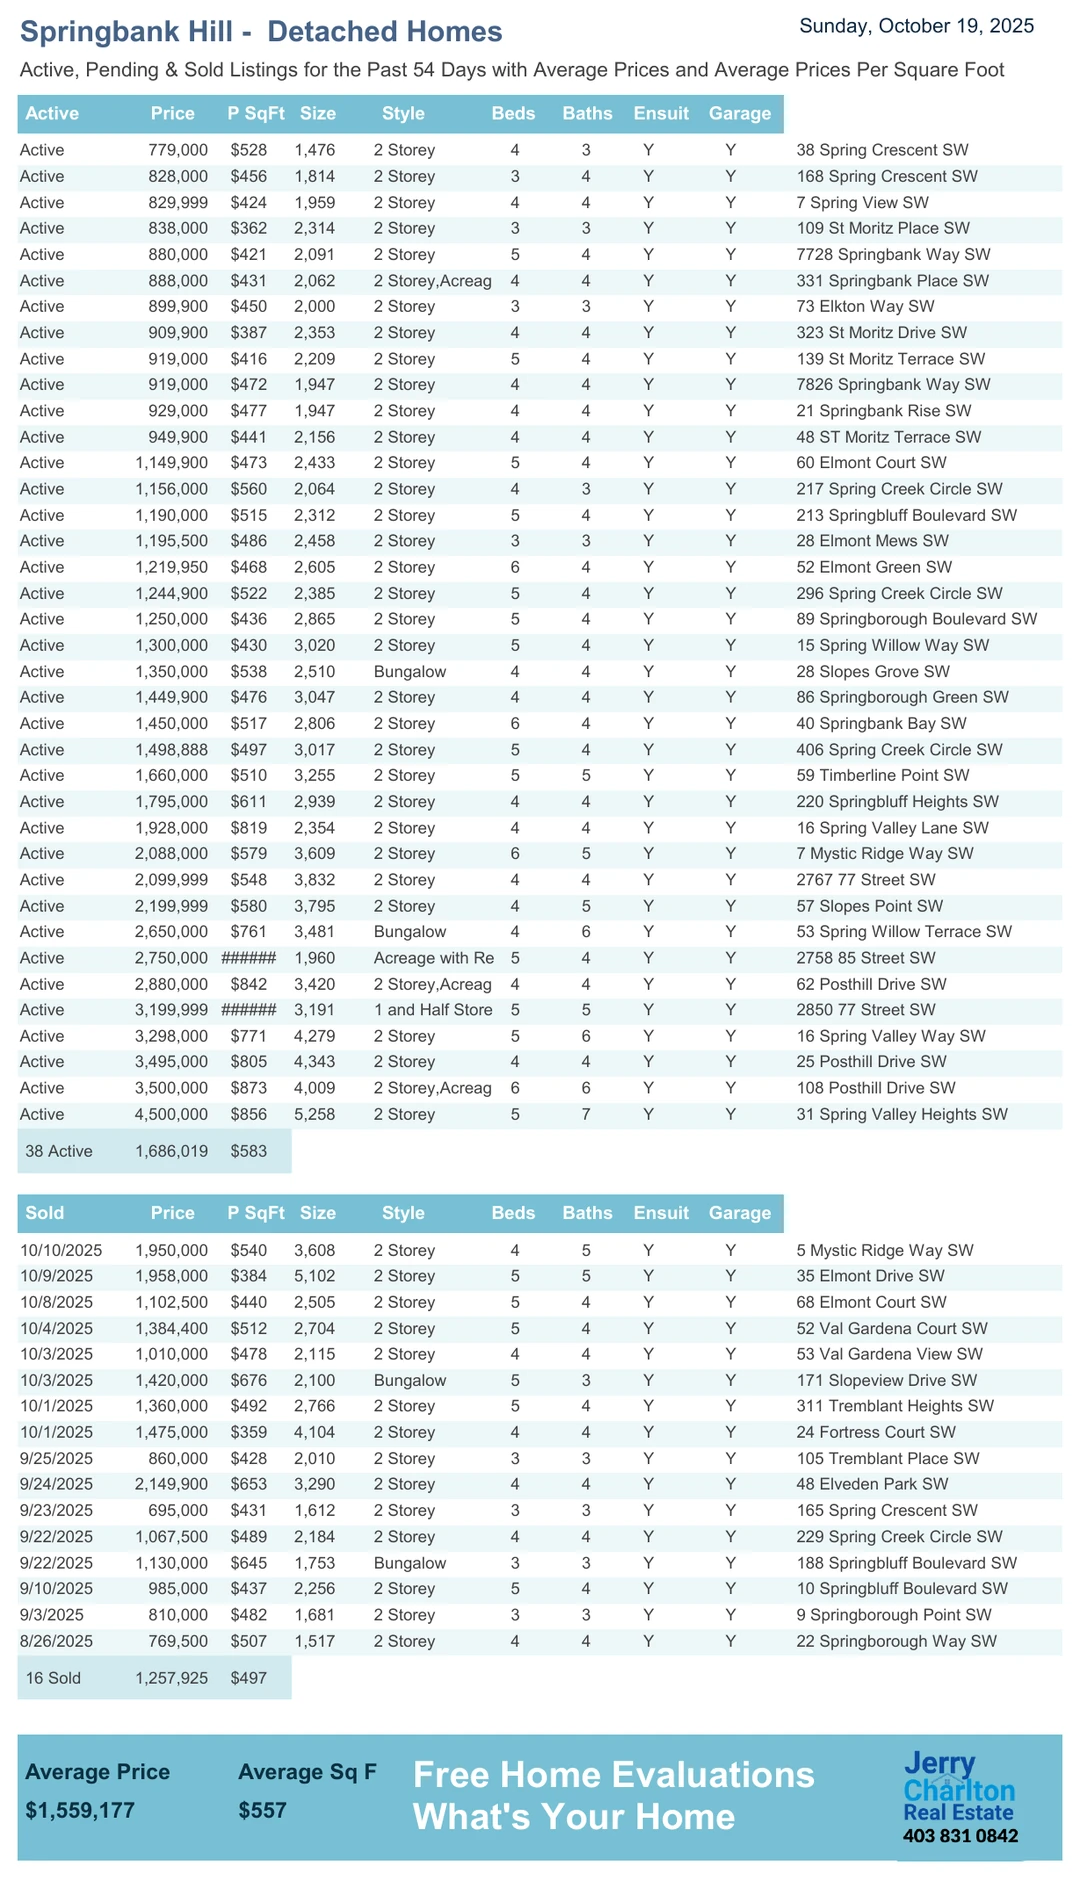 Springbank Hill -  Detached Homes
Sunday, October 19, 2025
Active, Pending & Sold Listings for the Past 54 Days with Average Prices and Average Prices Per Square Foot
Active Price P SqFt Size Style Beds Baths Ensuit Garage
Active 779,000 $528 1,476 2 Storey 4 3 Y Y 38 Spring Crescent SW
Active 828,000 $456 1,814 2 Storey 3 4 Y Y 168 Spring Crescent SW
Active 829,999 $424 1,959 2 Storey 4 4 Y Y 7 Spring View SW
Active 838,000 $362 2,314 2 Storey 3 3 Y Y 109 St Moritz Place SW
Active 880,000 $421 2,091 2 Storey 5 4 Y Y 7728 Springbank Way SW
Active 888,000 $431 2,062 2 Storey,Acreag 4 4 Y Y 331 Springbank Place SW
Active 899,900 $450 2,000 2 Storey 3 3 Y Y 73 Elkton Way SW
Active 909,900 $387 2,353 2 Storey 4 4 Y Y 323 St Moritz Drive SW
Active 919,000 $416 2,209 2 Storey 5 4 Y Y 139 St Moritz Terrace SW
Active 919,000 $472 1,947 2 Storey 4 4 Y Y 7826 Springbank Way SW
Active 929,000 $477 1,947 2 Storey 4 4 Y Y 21 Springbank Rise SW
Active 949,900 $441 2,156 2 Storey 4 4 Y Y 48 ST Moritz Terrace SW
Active 1,149,900 $473 2,433 2 Storey 5 4 Y Y 60 Elmont Court SW
Active 1,156,000 $560 2,064 2 Storey 4 3 Y Y 217 Spring Creek Circle SW
Active 1,190,000 $515 2,312 2 Storey 5 4 Y Y 213 Springbluff Boulevard SW
Active 1,195,500 $486 2,458 2 Storey 3 3 Y Y 28 Elmont Mews SW
Active 1,219,950 $468 2,605 2 Storey 6 4 Y Y 52 Elmont Green SW
Active 1,244,900 $522 2,385 2 Storey 5 4 Y Y 296 Spring Creek Circle SW
Active 1,250,000 $436 2,865 2 Storey 5 4 Y Y 89 Springborough Boulevard SW
Active 1,300,000 $430 3,020 2 Storey 5 4 Y Y 15 Spring Willow Way SW
Active 1,350,000 $538 2,510 Bungalow 4 4 Y Y 28 Slopes Grove SW
Active 1,449,900 $476 3,047 2 Storey 4 4 Y Y 86 Springborough Green SW
Active 1,450,000 $517 2,806 2 Storey 6 4 Y Y 40 Springbank Bay SW
Active 1,498,888 $497 3,017 2 Storey 5 4 Y Y 406 Spring Creek Circle SW
Active 1,660,000 $510 3,255 2 Storey 5 5 Y Y 59 Timberline Point SW
Active 1,795,000 $611 2,939 2 Storey 4 4 Y Y 220 Springbluff Heights SW
Active 1,928,000 $819 2,354 2 Storey 4 4 Y Y 16 Spring Valley Lane SW
Active 2,088,000 $579 3,609 2 Storey 6 5 Y Y 7 Mystic Ridge Way SW
Active 2,099,999 $548 3,832 2 Storey 4 4 Y Y 2767 77 Street SW
Active 2,199,999 $580 3,795 2 Storey 4 5 Y Y 57 Slopes Point SW
Active 2,650,000 $761 3,481 Bungalow 4 6 Y Y 53 Spring Willow Terrace SW
Active 2,750,000 ###### 1,960 Acreage with Re 5 4 Y Y 2758 85 Street SW
Active 2,880,000 $842 3,420 2 Storey,Acreag 4 4 Y Y 62 Posthill Drive SW
Active 3,199,999 ###### 3,191 1 and Half Store 5 5 Y Y 2850 77 Street SW
Active 3,298,000 $771 4,279 2 Storey 5 6 Y Y 16 Spring Valley Way SW
Active 3,495,000 $805 4,343 2 Storey 4 4 Y Y 25 Posthill Drive SW
Active 3,500,000 $873 4,009 2 Storey,Acreag 6 6 Y Y 108 Posthill Drive SW
Active 4,500,000 $856 5,258 2 Storey 5 7 Y Y 31 Spring Valley Heights SW
38 Active 1,686,019 $583
Sold Price P SqFt Size Style Beds Baths Ensuit Garage
10/10/2025 1,950,000 $540 3,608 2 Storey 4 5 Y Y 5 Mystic Ridge Way SW
10/9/2025 1,958,000 $384 5,102 2 Storey 5 5 Y Y 35 Elmont Drive SW
10/8/2025 1,102,500 $440 2,505 2 Storey 5 4 Y Y 68 Elmont Court SW
10/4/2025 1,384,400 $512 2,704 2 Storey 5 4 Y Y 52 Val Gardena Court SW
10/3/2025 1,010,000 $478 2,115 2 Storey 4 4 Y Y 53 Val Gardena View SW
10/3/2025 1,420,000 $676 2,100 Bungalow 5 3 Y Y 171 Slopeview Drive SW
10/1/2025 1,360,000 $492 2,766 2 Storey 5 4 Y Y 311 Tremblant Heights SW
10/1/2025 1,475,000 $359 4,104 2 Storey 4 4 Y Y 24 Fortress Court SW
9/25/2025 860,000 $428 2,010 2 Storey 3 3 Y Y 105 Tremblant Place SW
9/24/2025 2,149,900 $653 3,290 2 Storey 4 4 Y Y 48 Elveden Park SW
9/23/2025 695,000 $431 1,612 2 Storey 3 3 Y Y 165 Spring Crescent SW
9/22/2025 1,067,500 $489 2,184 2 Storey 4 4 Y Y 229 Spring Creek Circle SW
9/22/2025 1,130,000 $645 1,753 Bungalow 3 3 Y Y 188 Springbluff Boulevard SW
9/10/2025 985,000 $437 2,256 2 Storey 5 4 Y Y 10 Springbluff Boulevard SW
9/3/2025 810,000 $482 1,681 2 Storey 3 3 Y Y 9 Springborough Point SW
8/26/2025 769,500 $507 1,517 2 Storey 4 4 Y Y 22 Springborough Way SW
16 Sold 1,257,925 $497
Average Price Average Sq F
$1,559,177 $557
Free Home Evaluations
What's Your Home
Jerry
Charlton
Real Estate
403 831 0842